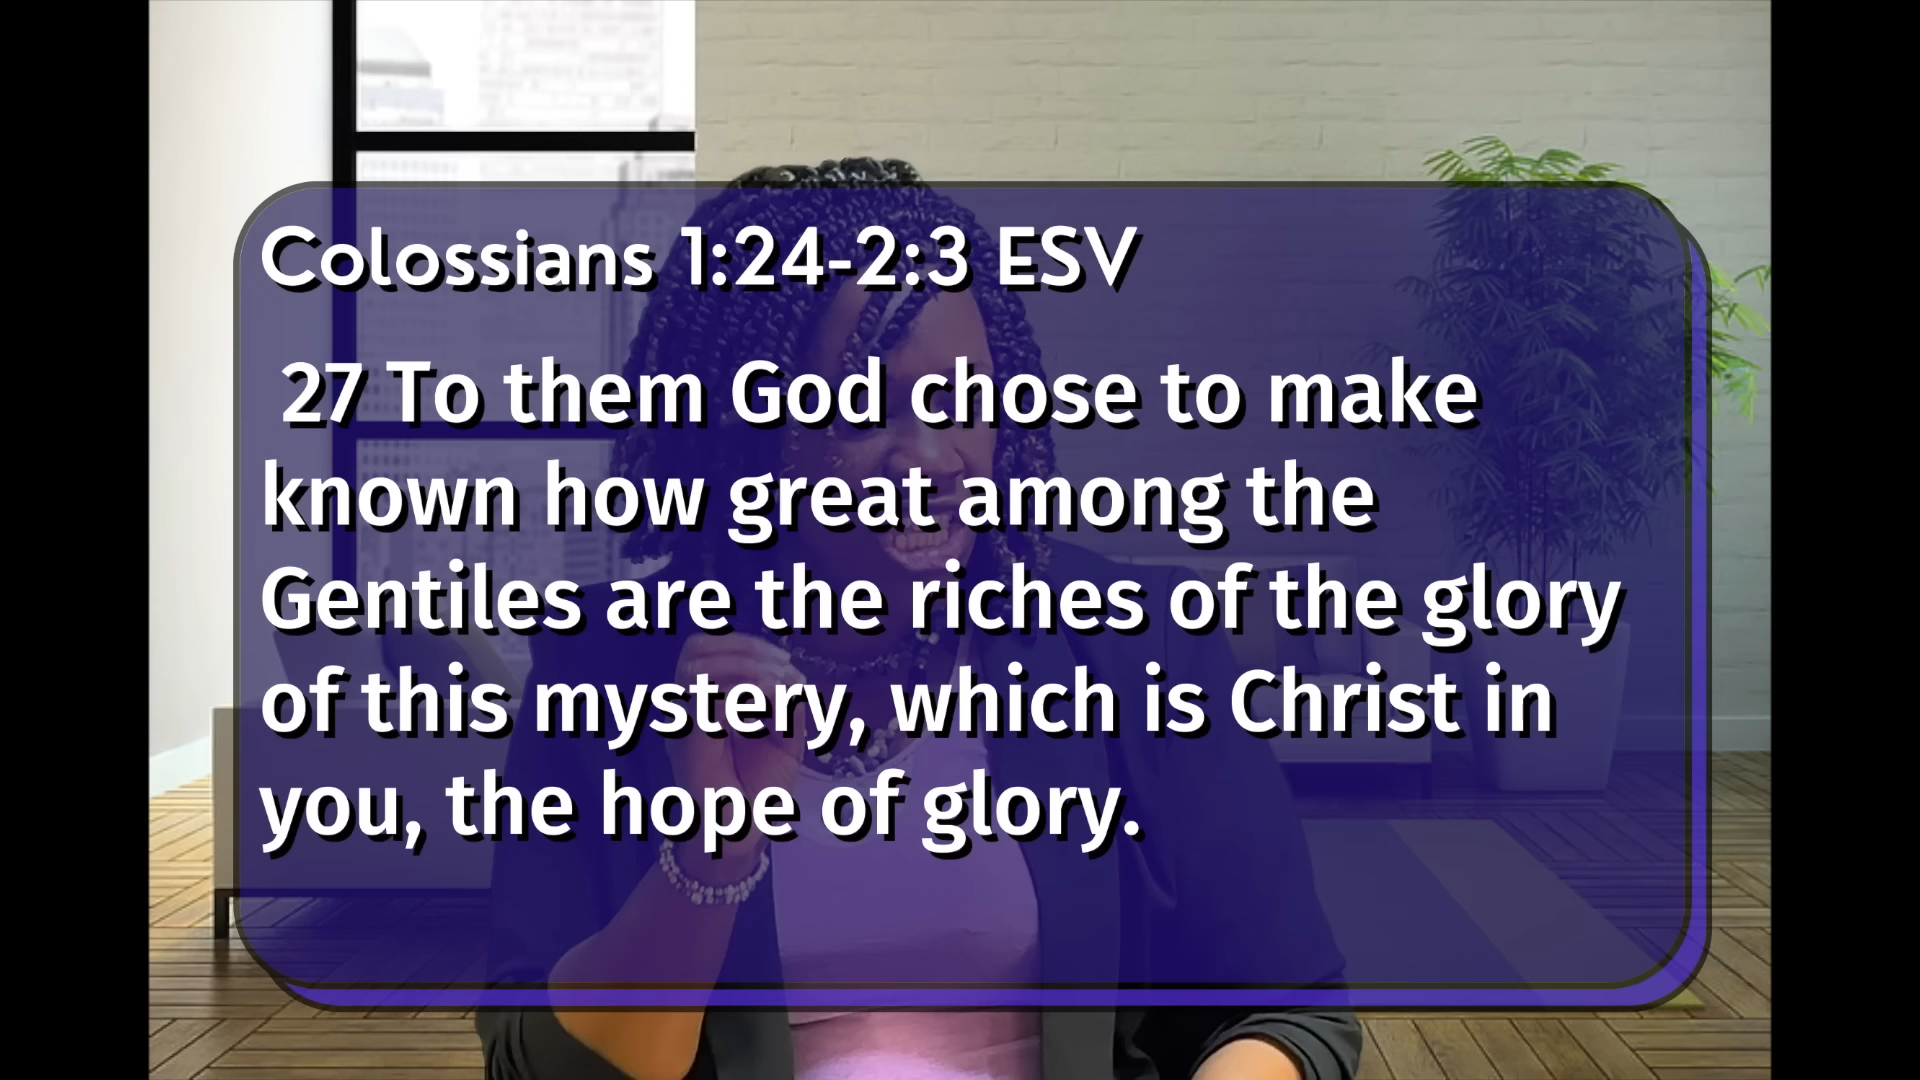 Colossians 1:24-2:3 ESV
27 To them God chose to make
known how great among the
Gentiles are the riches of the glory
of this mystery, which is Christ in
you, the hope of glory.